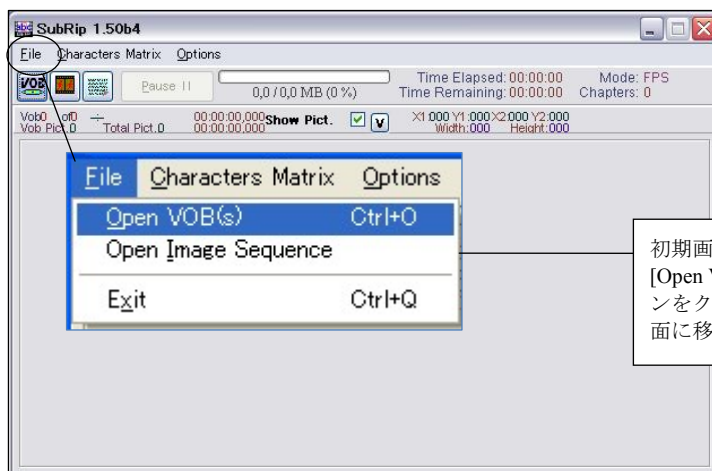 SubRip 1.50b4
File Characters Matrix Options
VOB Pause II 0,0 / 0,0 MB (0 %) Time Elapsed: 00:00:00 Mode: FPS
Time Remaining: 00:00:00 Chapters: 0
Vob0 of0 00:00:00,000 Show Pict. V X1:000 Y1:000 X2:000 Y2:000
Vob Pict.0 Total Pict.0 00:00:00,000 Width:000 Height:000
File Characters Matrix Options
Open VOB(s) Ctrl+O
Open Image Sequence
Exit Ctrl+Q
初期画
[Open
ンをク
面に移